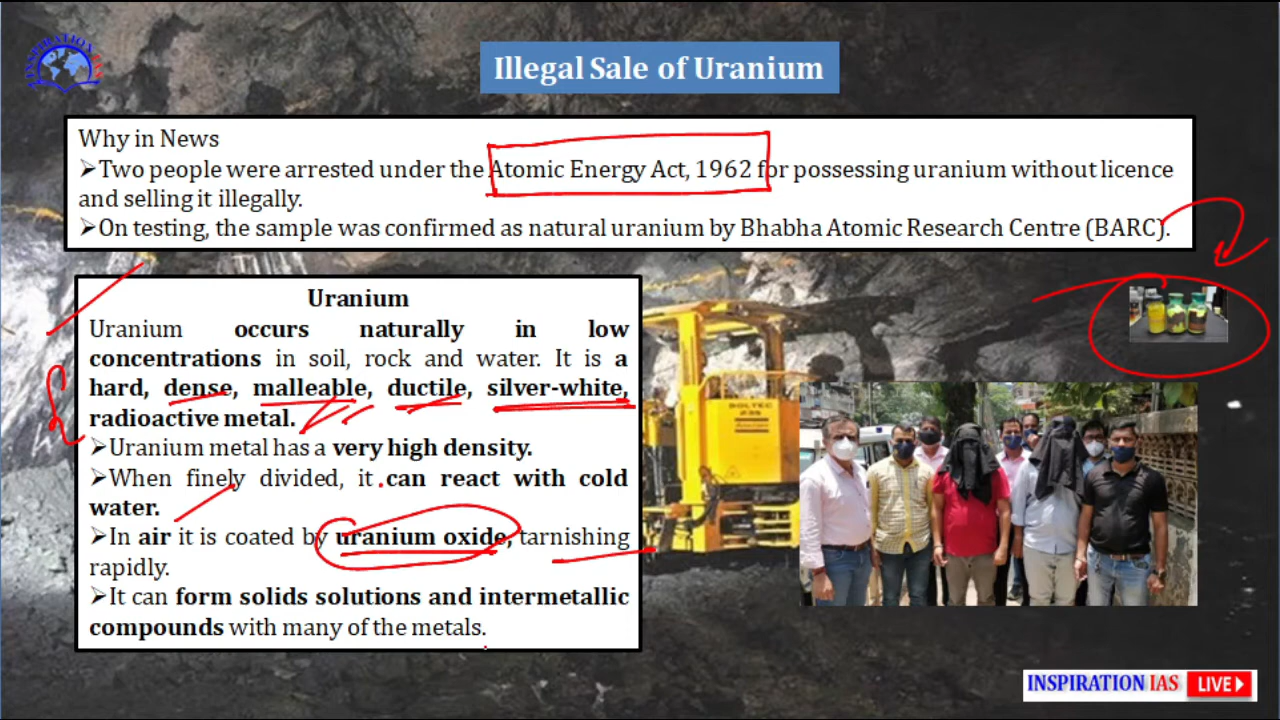 INSPIRATION IAS
Illegal Sale of Uranium
Why in News
➢Two people were arrested under the Atomic Energy Act, 1962 for possessing uranium without licence
and selling it illegally.
➢On testing, the sample was confirmed as natural uranium by Bhabha Atomic Research Centre (BARC).
Uranium
Uranium occurs naturally in low
concentrations in soil, rock and water. It is a
hard, dense, malleable, ductile, silver-white,
radioactive metal.
➢Uranium metal has a very high density.
➢When finely divided, it can react with cold
water.
➢In air it is coated by uranium oxide, tarnishing
rapidly.
➢It can form solids solutions and intermetallic
compounds with many of the metals.
INSPIRATION IAS LIVE